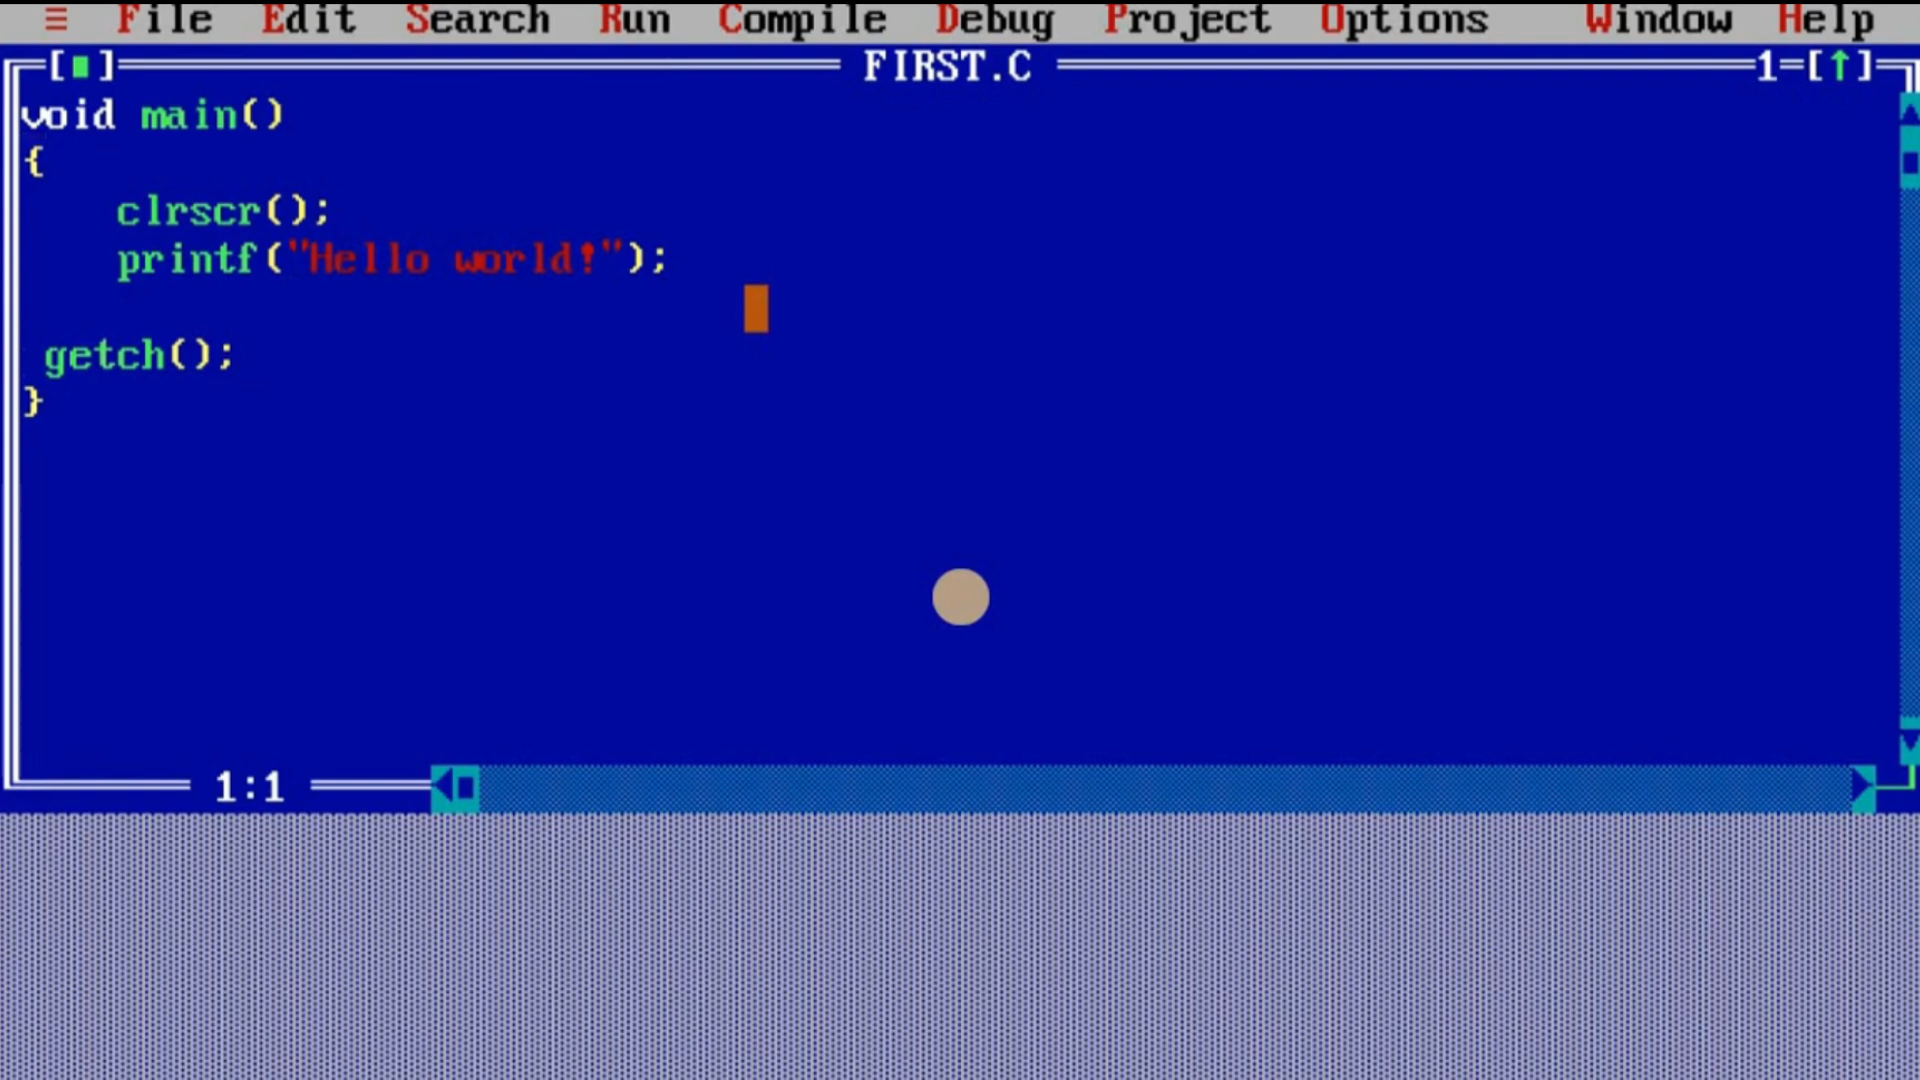 ≡ File Edit Search Run Compile Debug Project Options Window Help
[■] FIRST.C 1=[↑]
void main()
{
clrscr();
printf("Hello world!");
getch();
}
1:1